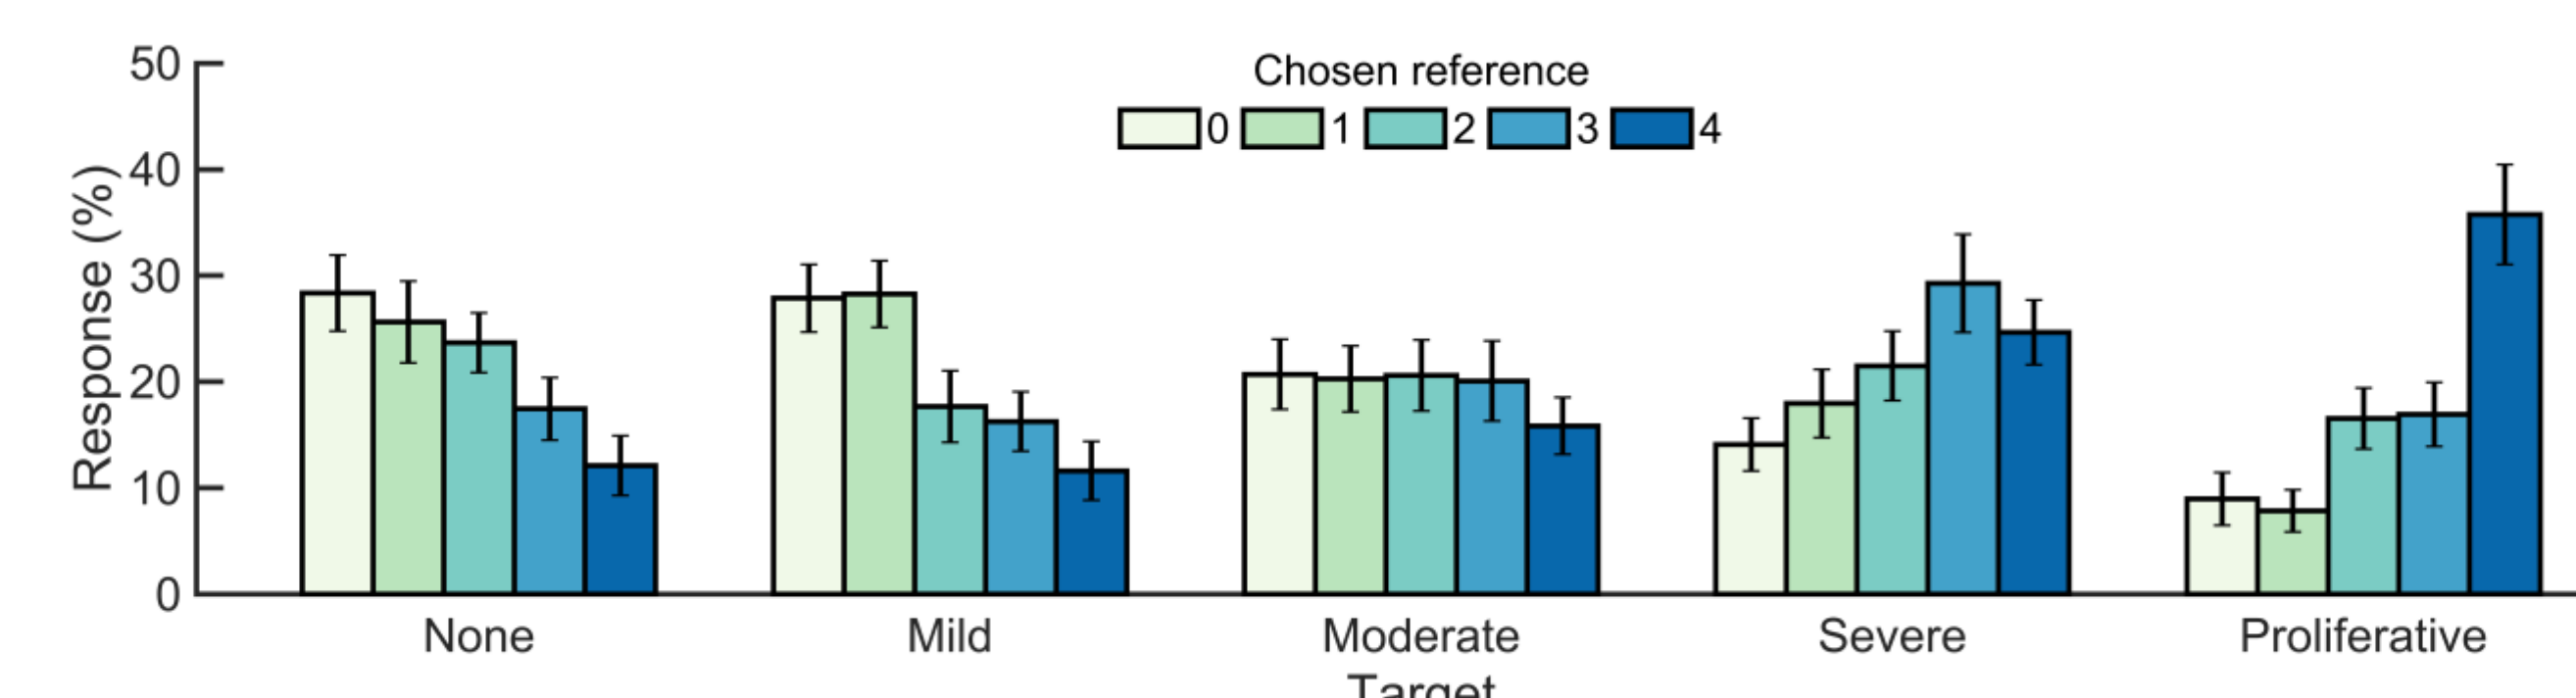 Chosen reference
0 1 2 3 4
Response (%)
50
40
30
20
10
0
None Mild Moderate Severe Proliferative
Target